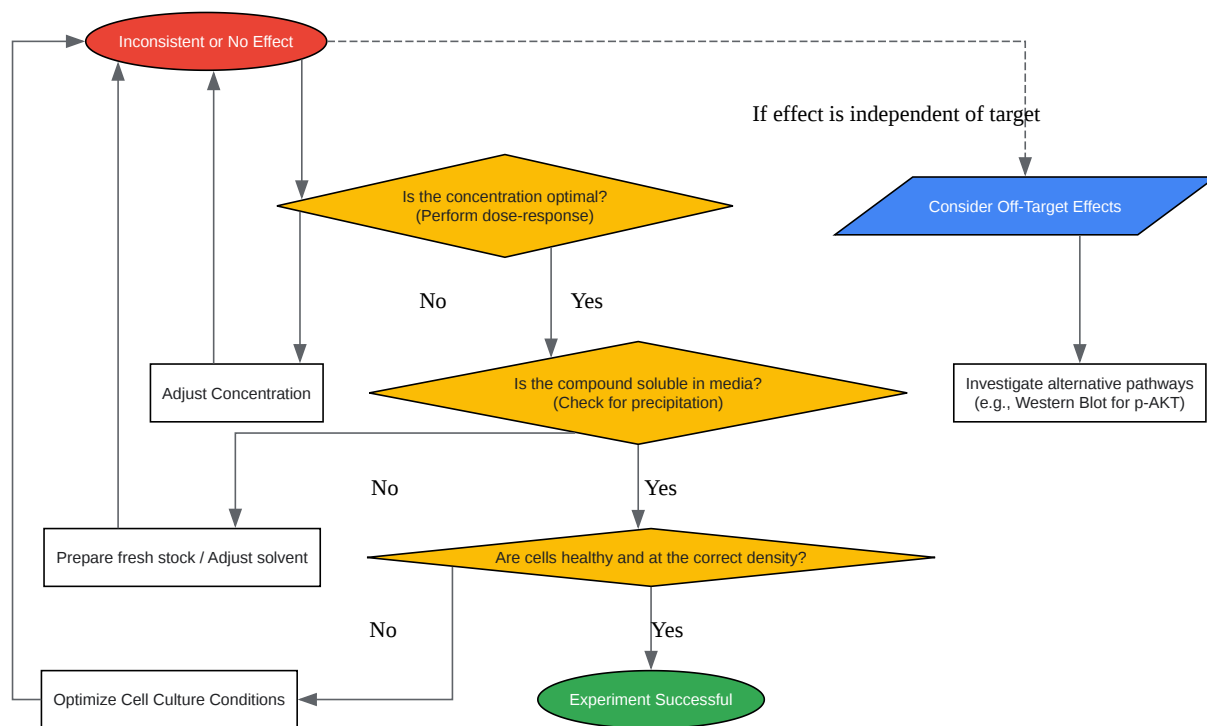 Inconsistent or No Effect
If effect is independent of target
Is the concentration optimal?
(Perform dose-response)
Consider Off-Target Effects
No
Yes
Adjust Concentration
Is the compound soluble in media?
(Check for precipitation)
Investigate alternative pathways
(e.g., Western Blot for p-AKT)
No
Yes
Prepare fresh stock / Adjust solvent
Are cells healthy and at the correct density?
No
Yes
Optimize Cell Culture Conditions
Experiment Successful